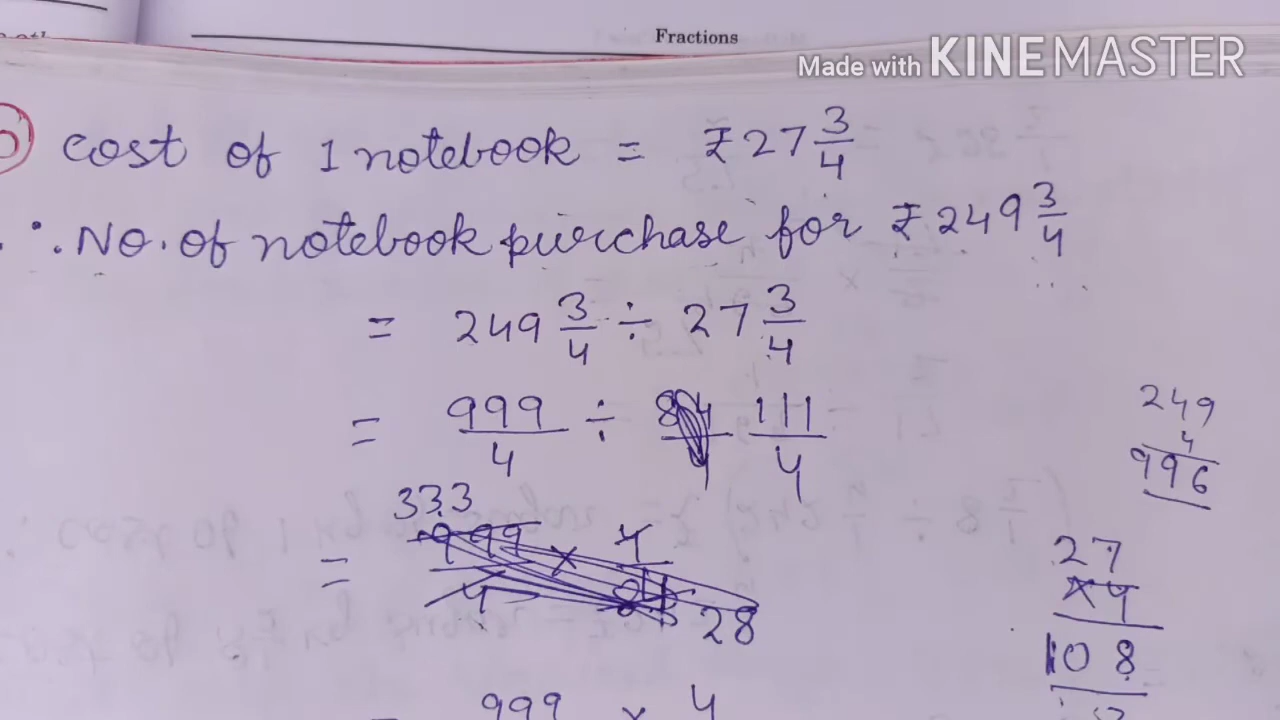 Fractions
Made with KINEMASTER
Cost of 1 notebook = ₹27 3/4
∴ No. of notebook purchase for ₹249 3/4
= 249 3/4 ÷ 27 3/4
= 999/4 ÷ 111/4
333
= 999/4 × 4
28
999 × 4
249
4
996
27
×4
108